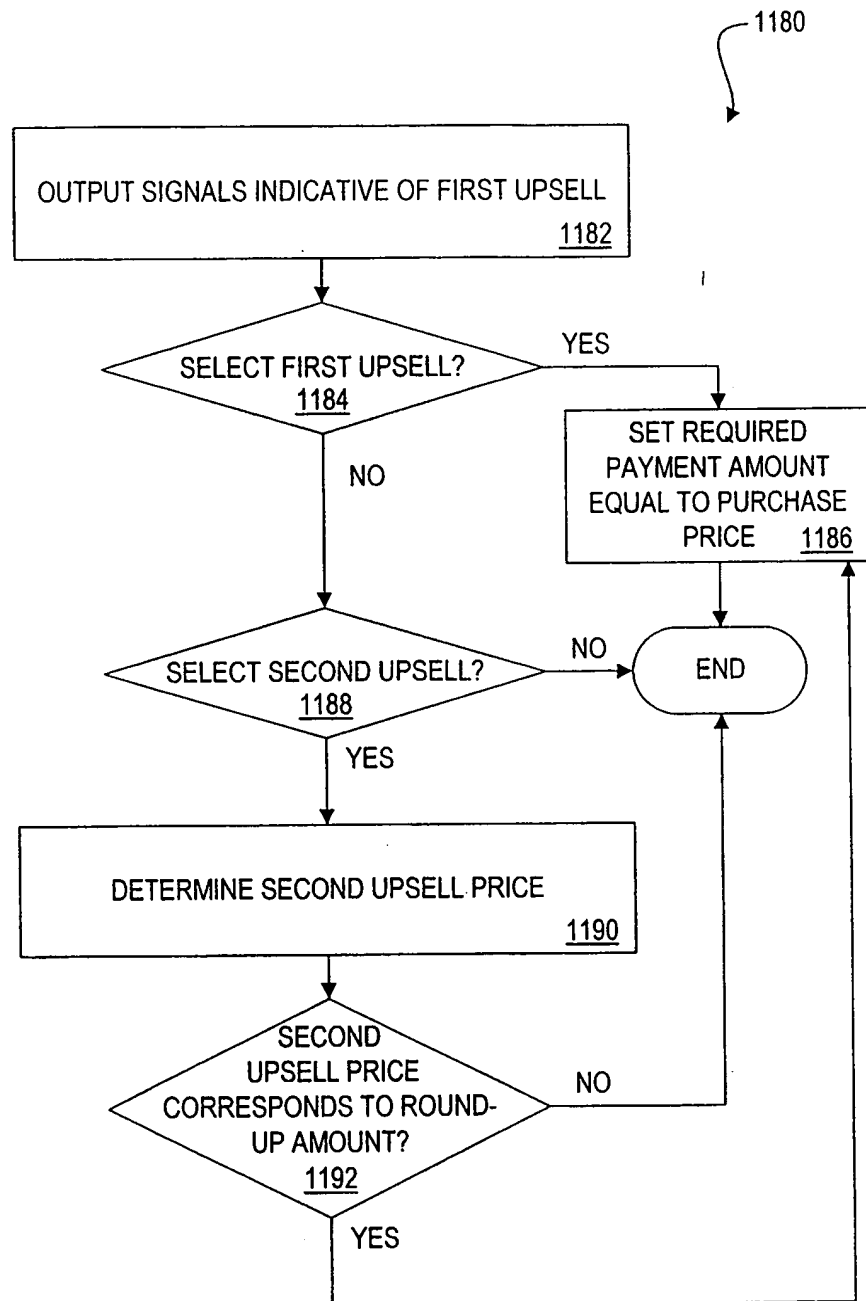 1180
OUTPUT SIGNALS INDICATIVE OF FIRST UPSELL
1182
SELECT FIRST UPSELL?
1184
YES
NO
SET REQUIRED
PAYMENT AMOUNT
EQUAL TO PURCHASE
PRICE 1186
SELECT SECOND UPSELL?
1188
NO
END
YES
DETERMINE SECOND UPSELL PRICE
1190
SECOND
UPSELL PRICE
CORRESPONDS TO ROUND-
UP AMOUNT?
1192
NO
YES